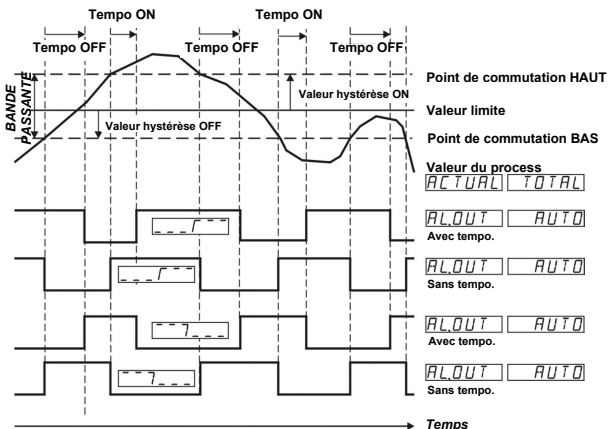 Tempo ON
Tempo ON
Tempo OFF
Tempo OFF
Tempo OFF
BANDE
PASSANTE
Point de commutation HAUT
Valeur hystérèse ON
Valeur limite
Valeur hystérèse OFF
Point de commutation BAS
Valeur du process
ACTUAL TOTAL
AL.OUT AUTO
Avec tempo.
AL.OUT AUTO
Sans tempo.
AL.OUT AUTO
Avec tempo.
AL.OUT AUTO
Sans tempo.
Temps